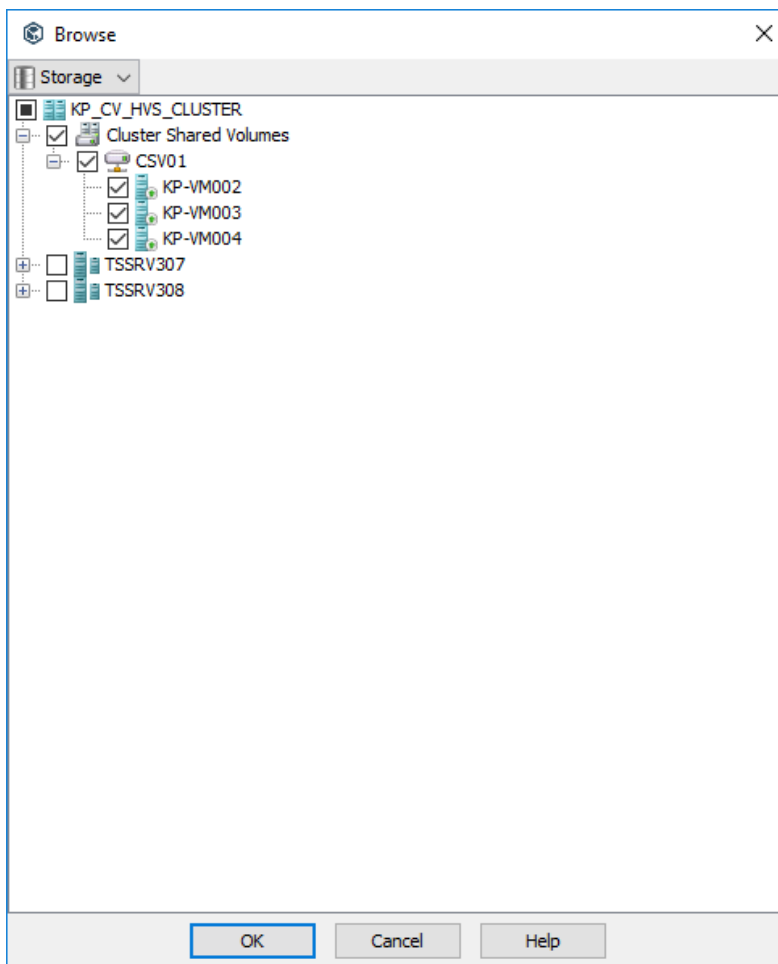 Browse
Storage
KP_CV_HVS_CLUSTER
Cluster Shared Volumes
CSV01
KP-VM002
KP-VM003
KP-VM004
TSSRV307
TSSRV308
OK Cancel Help